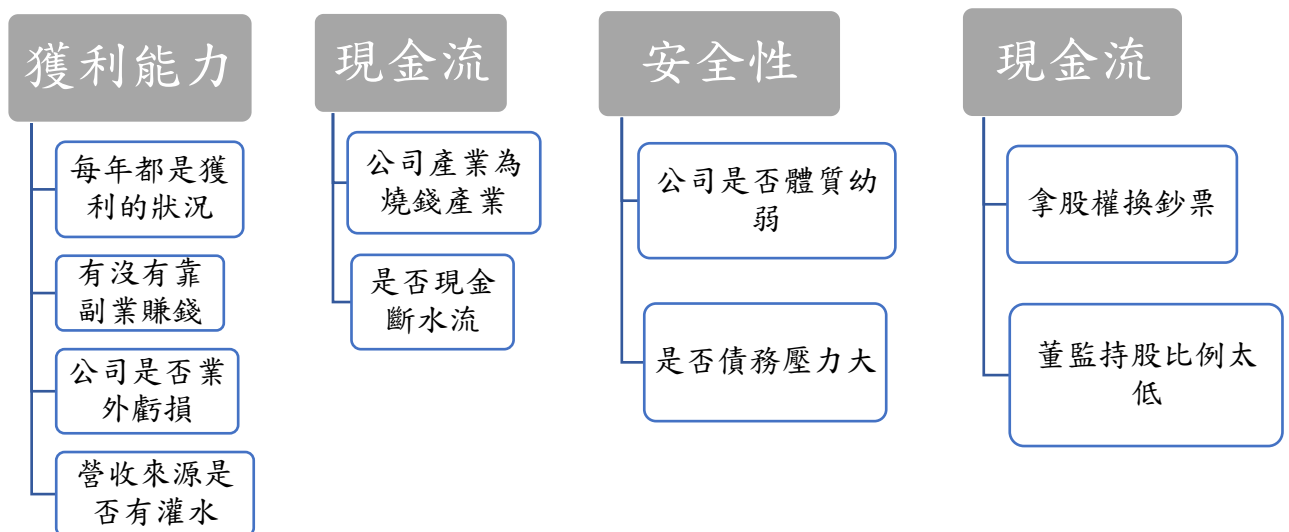 獲利能力
每年都是獲
利的狀況
有沒有靠
副業賺錢
公司是否業
外虧損
營收來源是
否有灌水
現金流
公司產業為
燒錢產業
是否現金
斷水流
安全性
公司是否體質幼
弱
是否債務壓力大
現金流
拿股權換鈔票
董監持股比例太
低